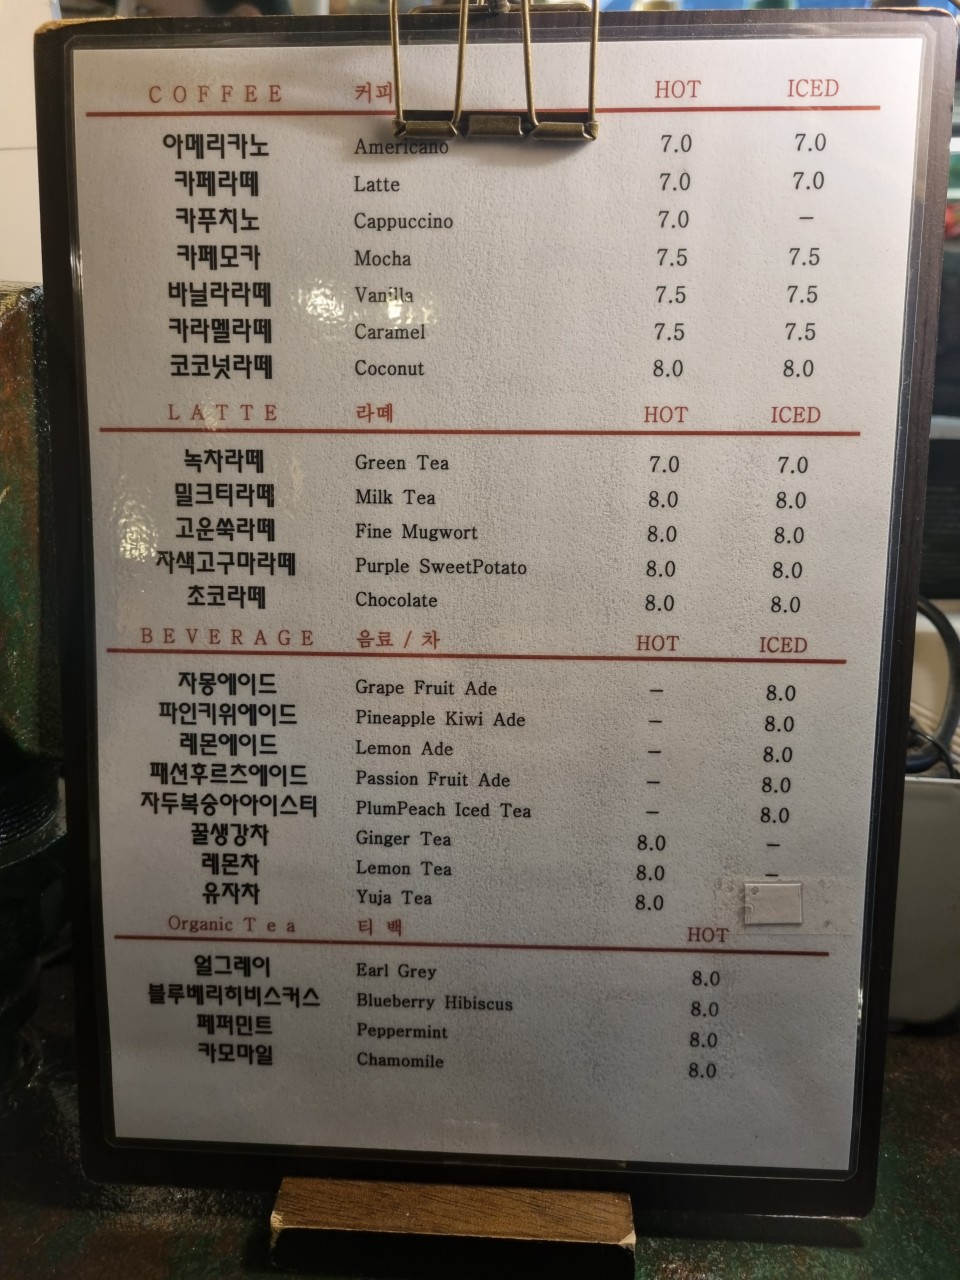 COFFEE 커피 HOT ICED
아메리카노 Americano 7.0 7.0
카페라떼 Latte 7.0 7.0
카푸치노 Cappuccino 7.0 –
카페모카 Mocha 7.5 7.5
바닐라라떼 Vanilla 7.5 7.5
카라멜라떼 Caramel 7.5 7.5
코코넛라떼 Coconut 8.0 8.0
LATTE 라떼 HOT ICED
녹차라떼 Green Tea 7.0 7.0
밀크티라떼 Milk Tea 8.0 8.0
고운쑥라떼 Fine Mugwort 8.0 8.0
자색고구마라떼 Purple SweetPotato 8.0 8.0
초코라떼 Chocolate 8.0 8.0
BEVERAGE 음료 / 차 HOT ICED
자몽에이드 Grape Fruit Ade – 8.0
파인키위에이드 Pineapple Kiwi Ade – 8.0
레몬에이드 Lemon Ade – 8.0
패션후르츠에이드 Passion Fruit Ade – 8.0
자두복숭아아이스티 PlumPeach Iced Tea – 8.0
꿀생강차 Ginger Tea 8.0 –
레몬차 Lemon Tea 8.0 –
유자차 Yuja Tea 8.0
Organic Tea 티백 HOT
얼그레이 Earl Grey 8.0
블루베리히비스커스 Blueberry Hibiscus 8.0
페퍼민트 Peppermint 8.0
카모마일 Chamomile 8.0